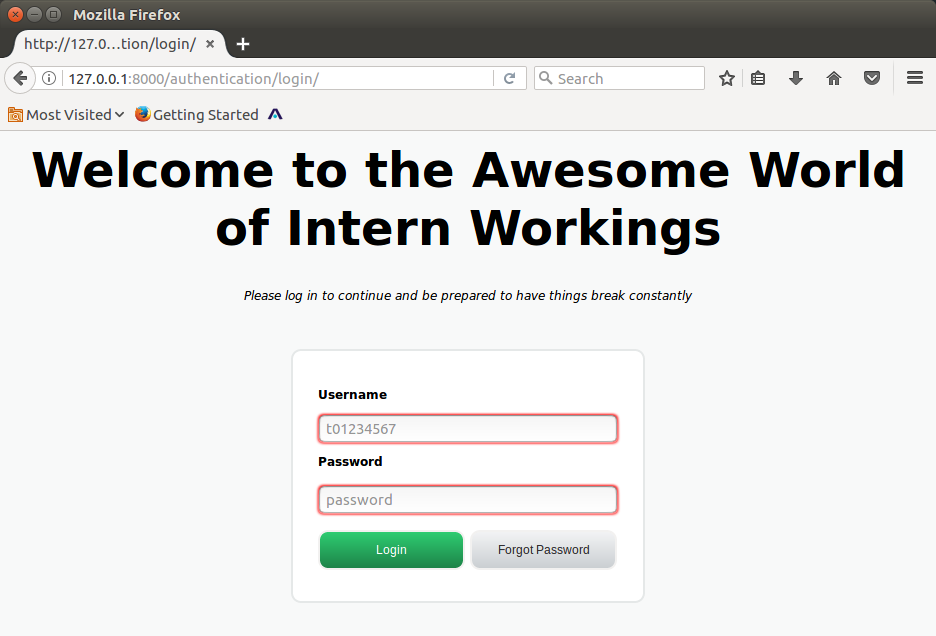 Mozilla Firefox
http://127.0...tion/login/
127.0.0.1:8000/authentication/login/
Search
Most Visited
Getting Started
Welcome to the Awesome World
of Intern Workings
Please log in to continue and be prepared to have things break constantly
Username
t01234567
Password
password
Login
Forgot Password